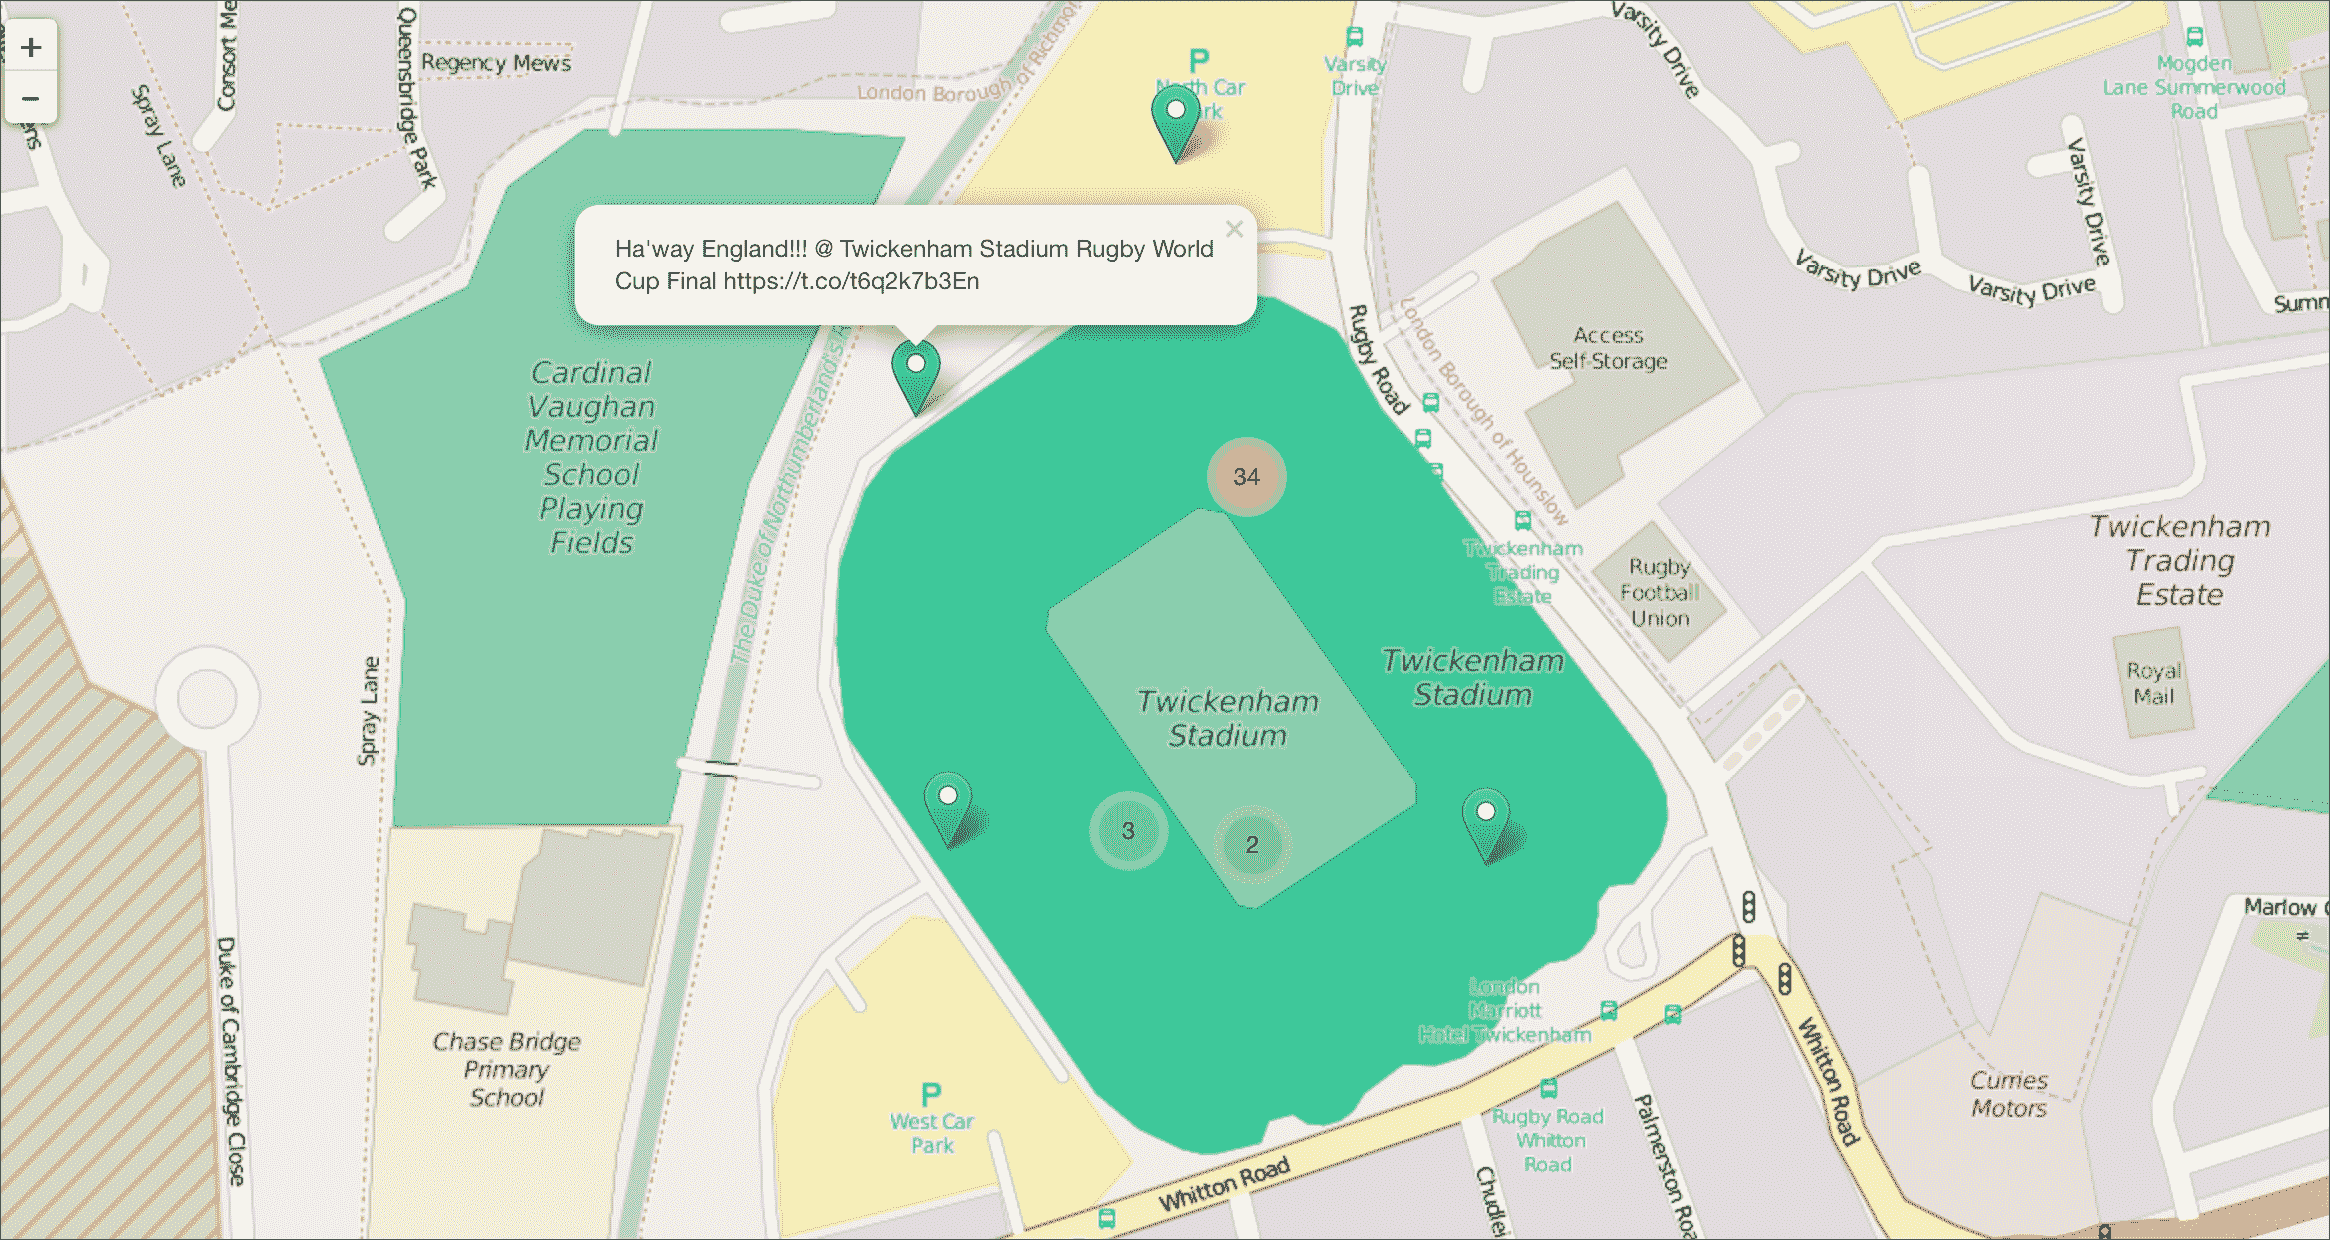 +
−
Regency Mews
Queensbridge Park
Spray Lane
London Borough of Richmo
P
North Car
Varsity
Drive
Varsity Drive
Mogden
Lane Summerwood
Road
Varsity Drive
Varsity Drive
Varsity Drive
Ha'way England!!! @ Twickenham Stadium Rugby World
Cup Final https://t.co/t6q2k7b3En
×
Cardinal
Vaughan
Memorial
School
Playing
Fields
The Duke of Northumberland's
Rugby Road
London Borough of Hounslow
Access
Self-Storage
34
Twickenham
Trading
Estate
Rugby
Football
Union
Twickenham
Trading
Estate
Royal
Mail
Twickenham
Stadium
Twickenham
Stadium
Spray Lane
3
2
Marlow
Duke of Cambridge Close
Chase Bridge
Primary
School
P
West Car
Park
London
Marriott
Hotel Twickenham
Rugby Road
Whitton
Road
Whitton Road
Whitton Road
Palmerston Roa
Chudlei
Curries
Motors